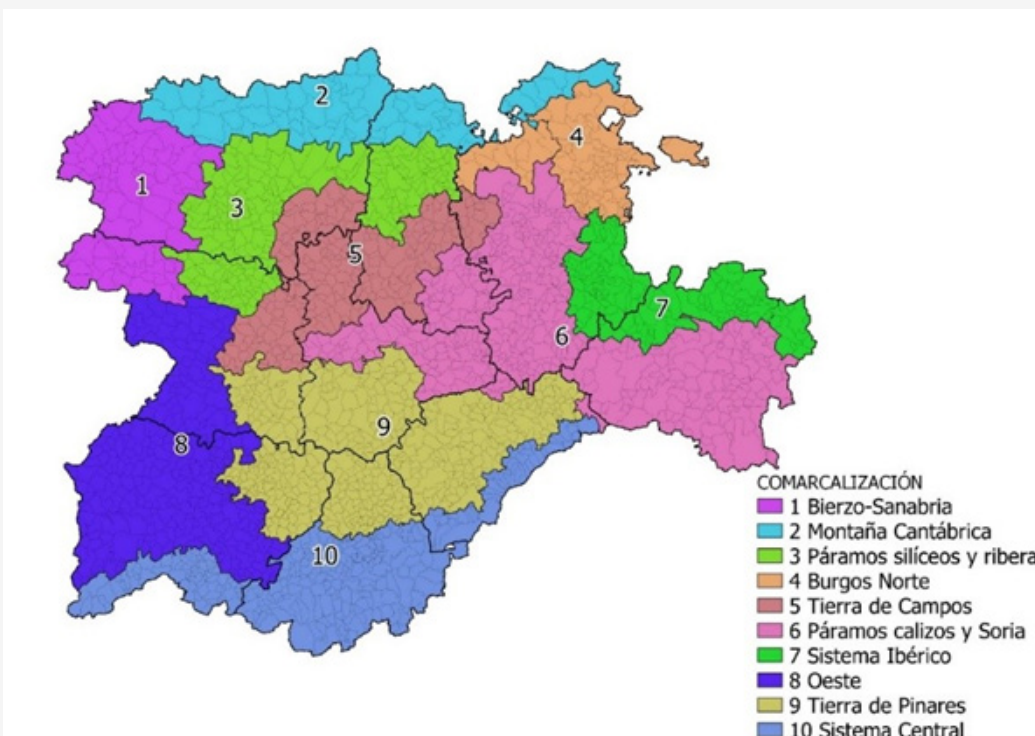 2
4
1
3
5
7
6
9
8
10
COMARCALIZACIÓN
1 Bierzo-Sanabria
2 Montaña Cantábrica
3 Páramos silíceos y ribera
4 Burgos Norte
5 Tierra de Campos
6 Páramos calizos y Soria
7 Sistema Ibérico
8 Oeste
9 Tierra de Pinares
10 Sistema Central